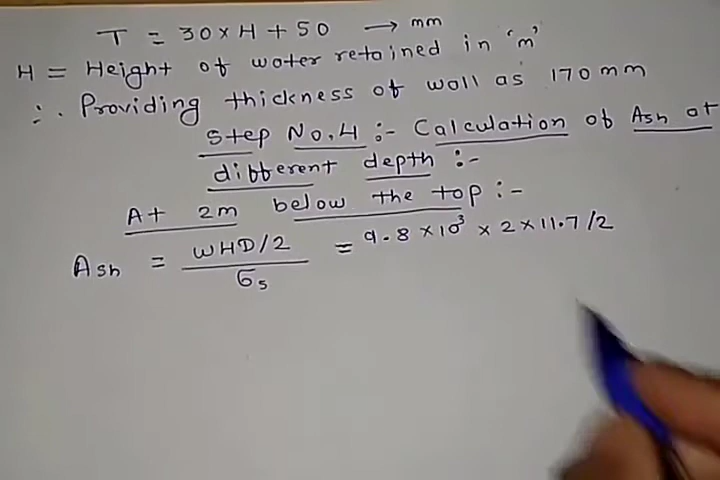 T = 30 × H + 50 → mm
H = Height of water retained in 'm'
∴ Providing thickness of wall as 170 mm
Step No. 4 :- Calculation of Ash at
different depth :-
At 2m below the top :-
Ash = WHD/2 / σs = 9.8 × 10³ × 2 × 11.7/2